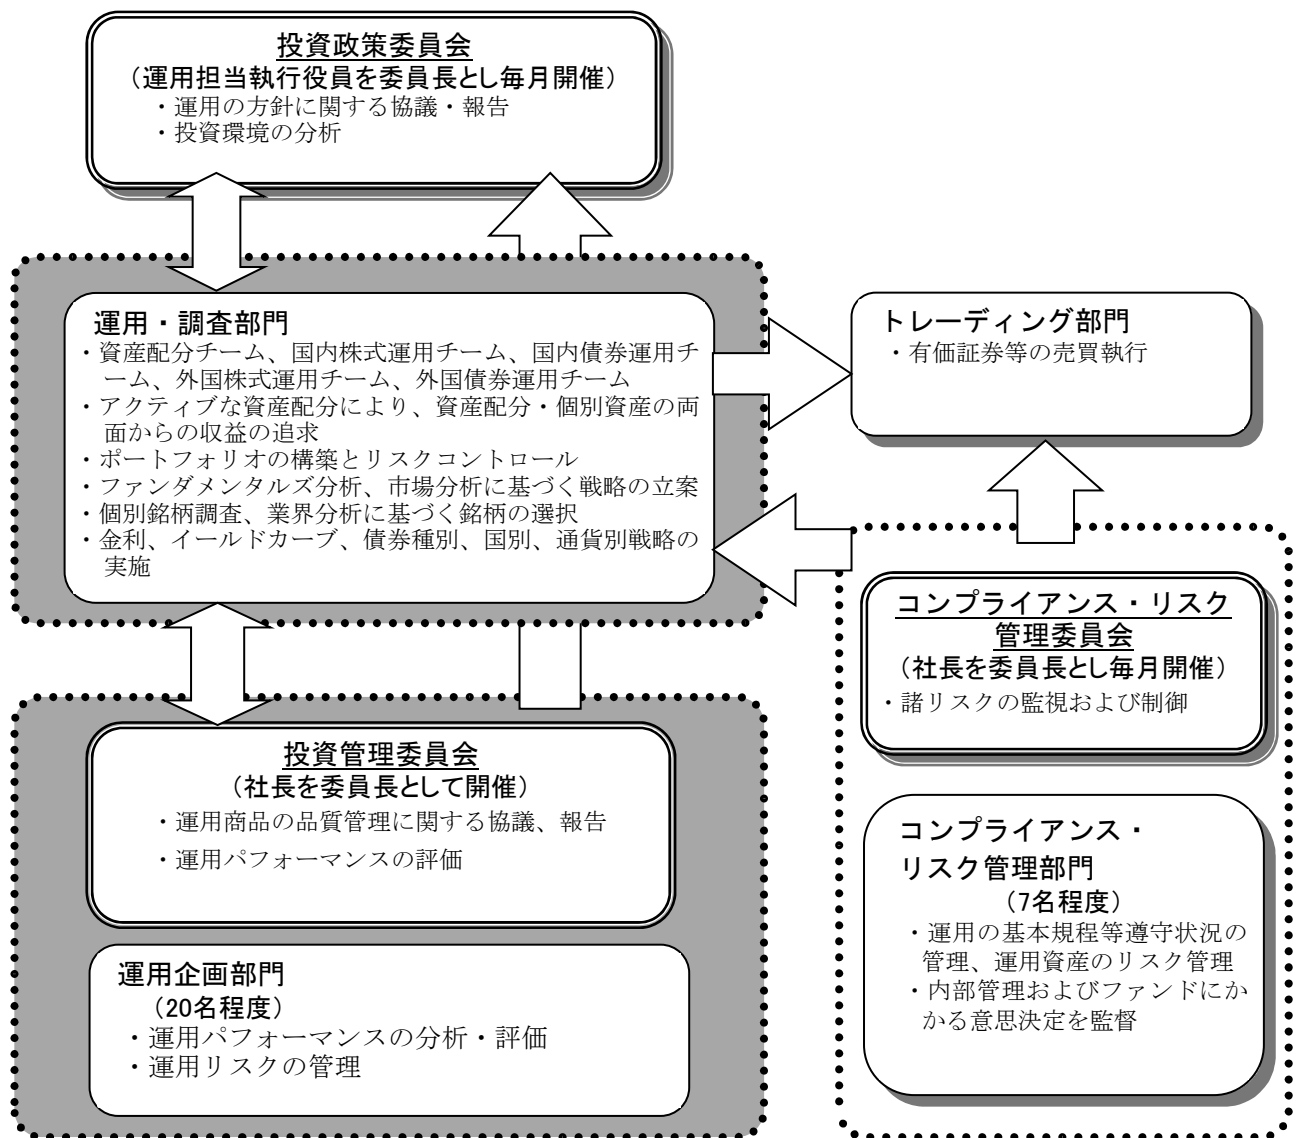 投資政策委員会
（運用担当執行役員を委員長とし毎月開催）
・運用の方針に関する協議・報告
・投資環境の分析
運用・調査部門
・資産配分チーム、国内株式運用チーム、国内債券運用チ
ーム、外国株式運用チーム、外国債券運用チーム
・アクティブな資産配分により、資産配分・個別資産の両
面からの収益の追求
・ポートフォリオの構築とリスクコントロール
・ファンダメンタルズ分析、市場分析に基づく戦略の立案
・個別銘柄調査、業界分析に基づく銘柄の選択
・金利、イールドカーブ、債券種別、国別、通貨別戦略の
実施
トレーディング部門
・有価証券等の売買執行
コンプライアンス・リスク
管理委員会
（社長を委員長とし毎月開催）
・諸リスクの監視および制御
投資管理委員会
（社長を委員長として開催）
・運用商品の品質管理に関する協議、報告
・運用パフォーマンスの評価
運用企画部門
（20名程度）
・運用パフォーマンスの分析・評価
・運用リスクの管理
コンプライアンス・
リスク管理部門
（7名程度）
・運用の基本規程等遵守状況の
管理、運用資産のリスク管理
・内部管理およびファンドにか
かる意思決定を監督